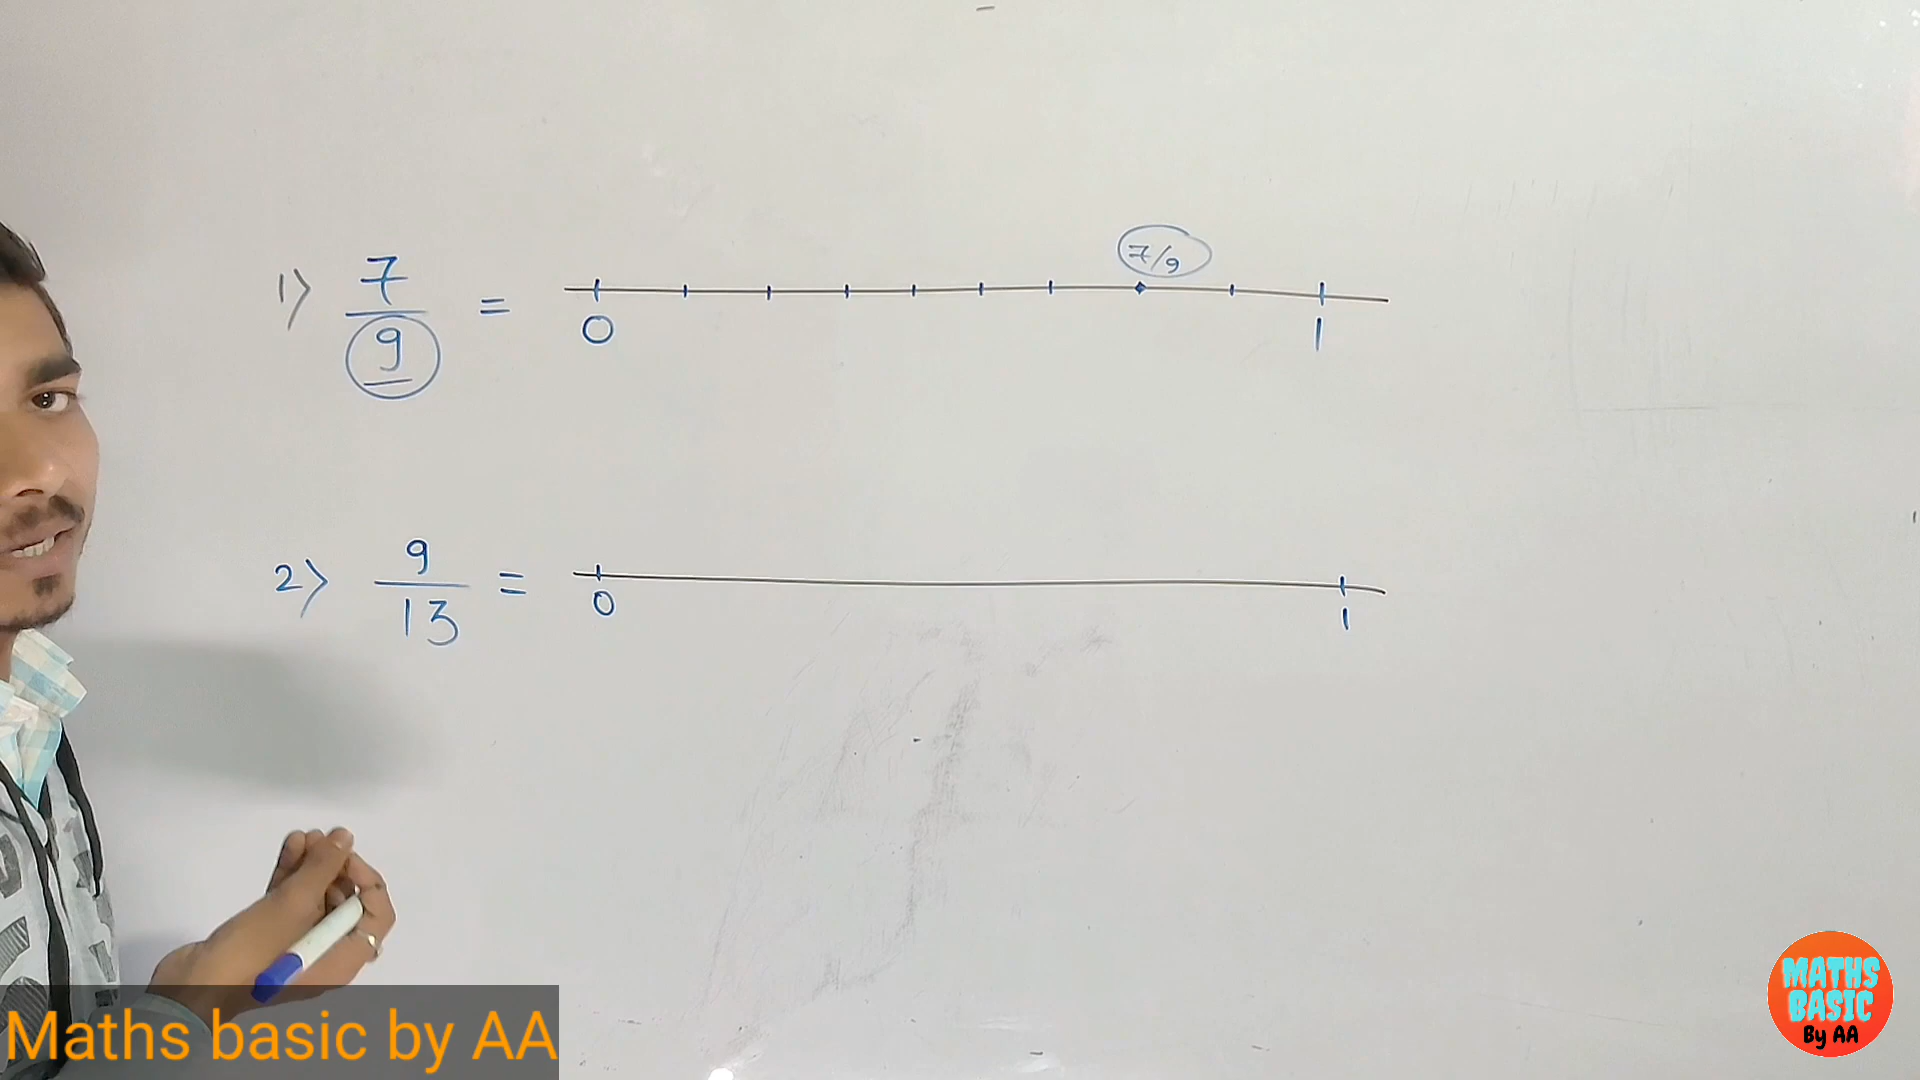 7/9
1) 7/9 =
0 1
2) 9/13 =
0 1
Maths basic by AA
MATHS
BASIC
By AA